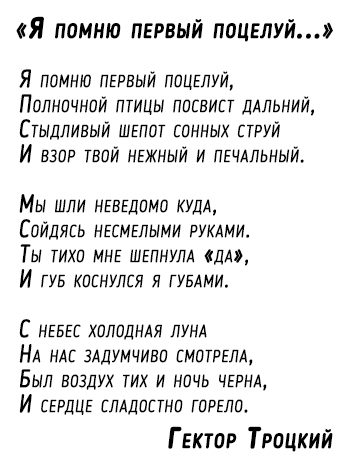 «Я помню первый поцелуй...»
Я помню первый поцелуй,
Полночной птицы посвист дальний,
Стыдливый шепот сонных струй
И взор твой нежный и печальный.
Мы шли неведомо куда,
Сойдясь несмелыми руками.
Ты тихо мне шепнула «да»,
И губ коснулся я губами.
С небес холодная луна
На нас задумчиво смотрела,
Был воздух тих и ночь черна,
И сердце сладостно горело.
Гектор Троцкий